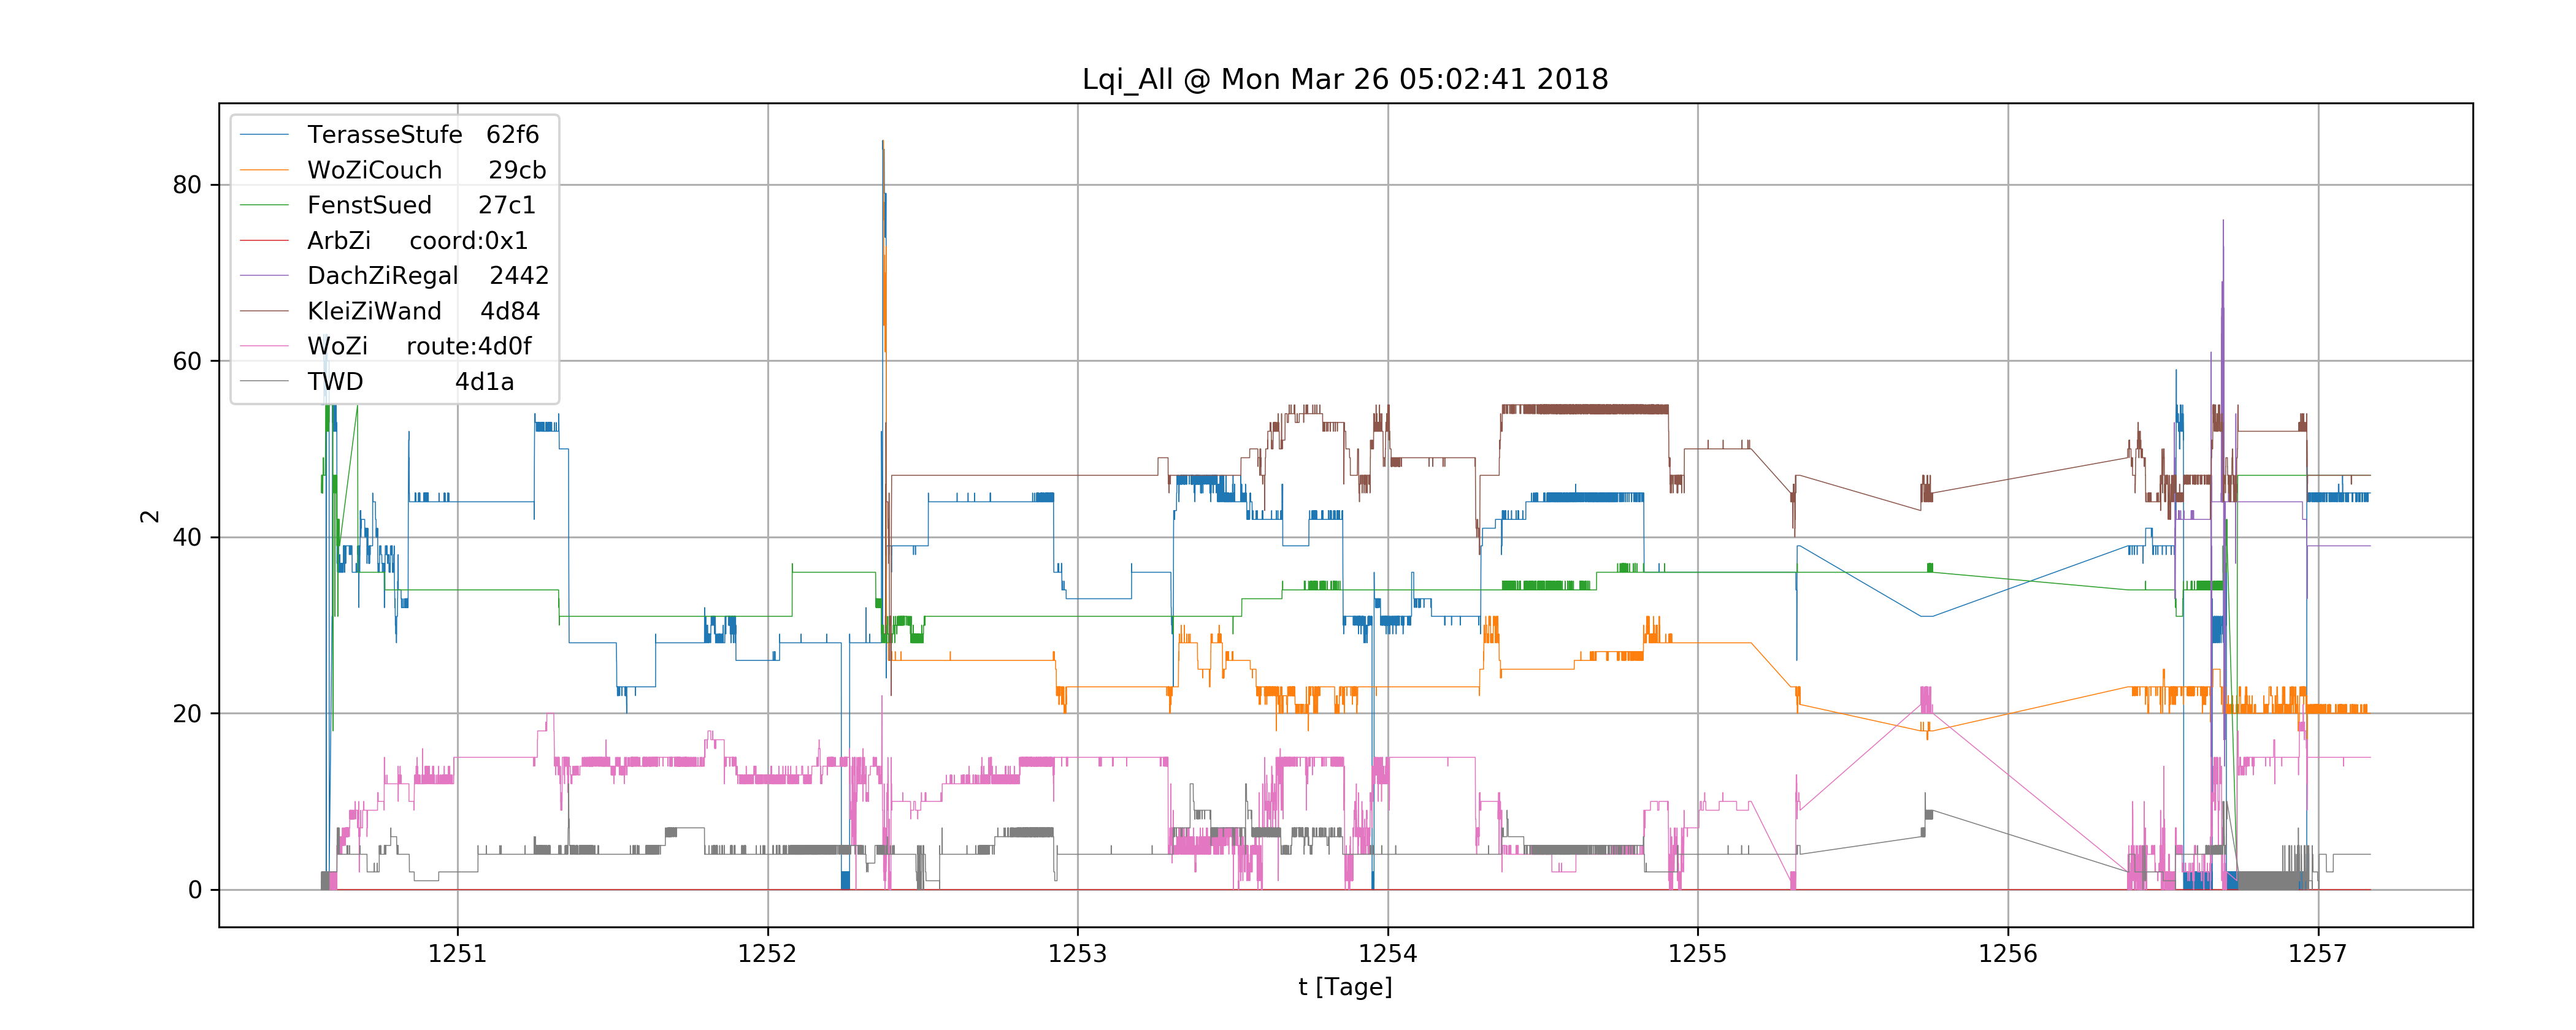 Lqi_All @ Mon Mar 26 05:02:41 2018
TerasseStufe 62f6
WoZiCouch 29cb
FenstSued 27c1
ArbZi coord:0x1
DachZiRegal 2442
KleiZiWand 4d84
WoZi route:4d0f
TWD 4d1a
80
60
40
20
0
2
1251 1252 1253 1254 1255 1256 1257
t [Tage]